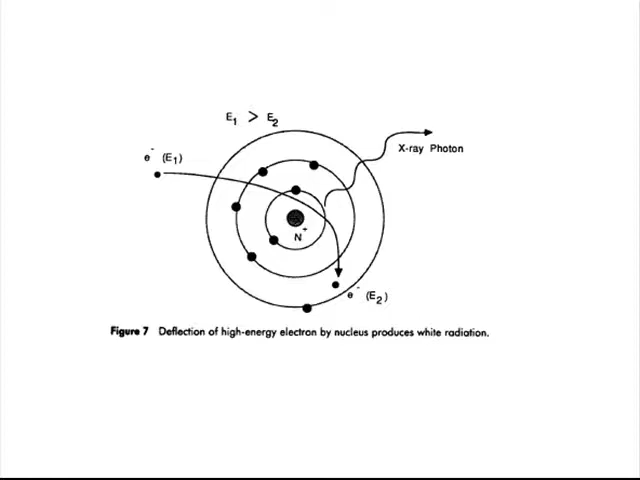 E₁ > E₂
e⁻ (E₁)
X-ray Photon
N⁺
e⁻ (E₂)
Figure 7 Deflection of high-energy electron by nucleus produces white radiation.